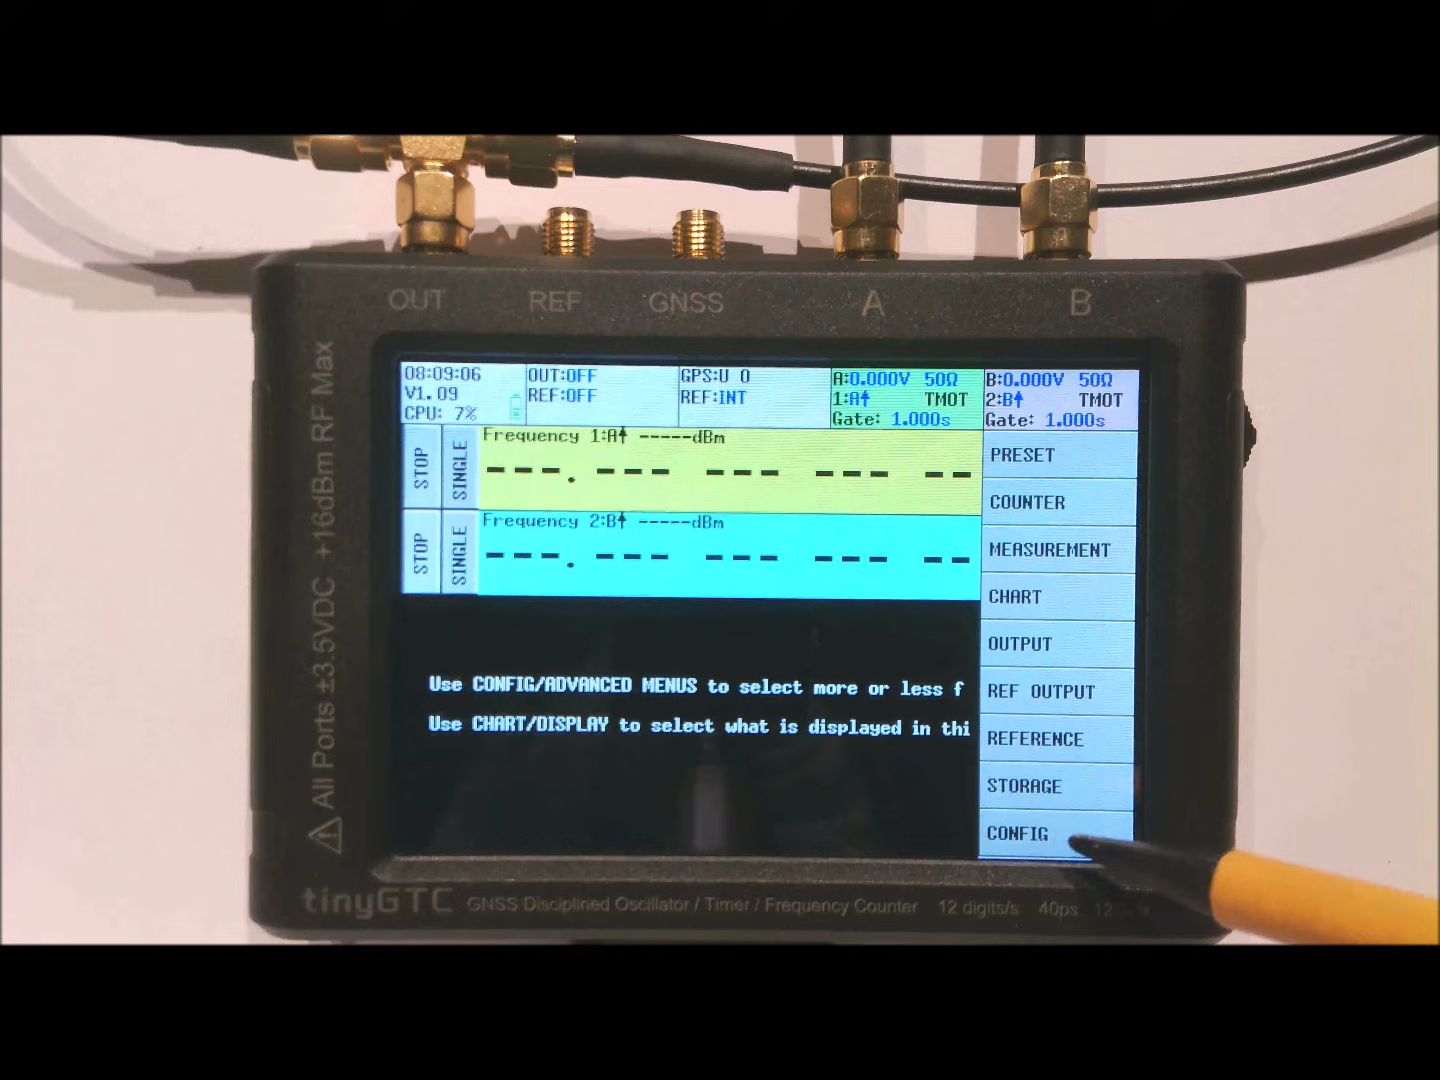 OUT REF GNSS A B
All Ports ±3.5VDC +16dBm RF Max
08:09:06
V1.09
CPU: 7%
OUT:OFF
REF:OFF
GPS:U 0
REF:INT
A:0.000V 50Ω
1:A↑ TMOT
Gate: 1.000s
B:0.000V 50Ω
2:B↑ TMOT
Gate: 1.000s
STOP
SINGLE
Frequency 1:A↑ -----dBm
---. --- --- --- --
STOP
SINGLE
Frequency 2:B↑ -----dBm
---. --- --- --- --
Use CONFIG/ADVANCED MENUS to select more or less f
Use CHART/DISPLAY to select what is displayed in thi
PRESET
COUNTER
MEASUREMENT
CHART
OUTPUT
REF OUTPUT
REFERENCE
STORAGE
CONFIG
tinyGTC GNSS Disciplined Oscillator / Timer / Frequency Counter 12 digits/s 40ps